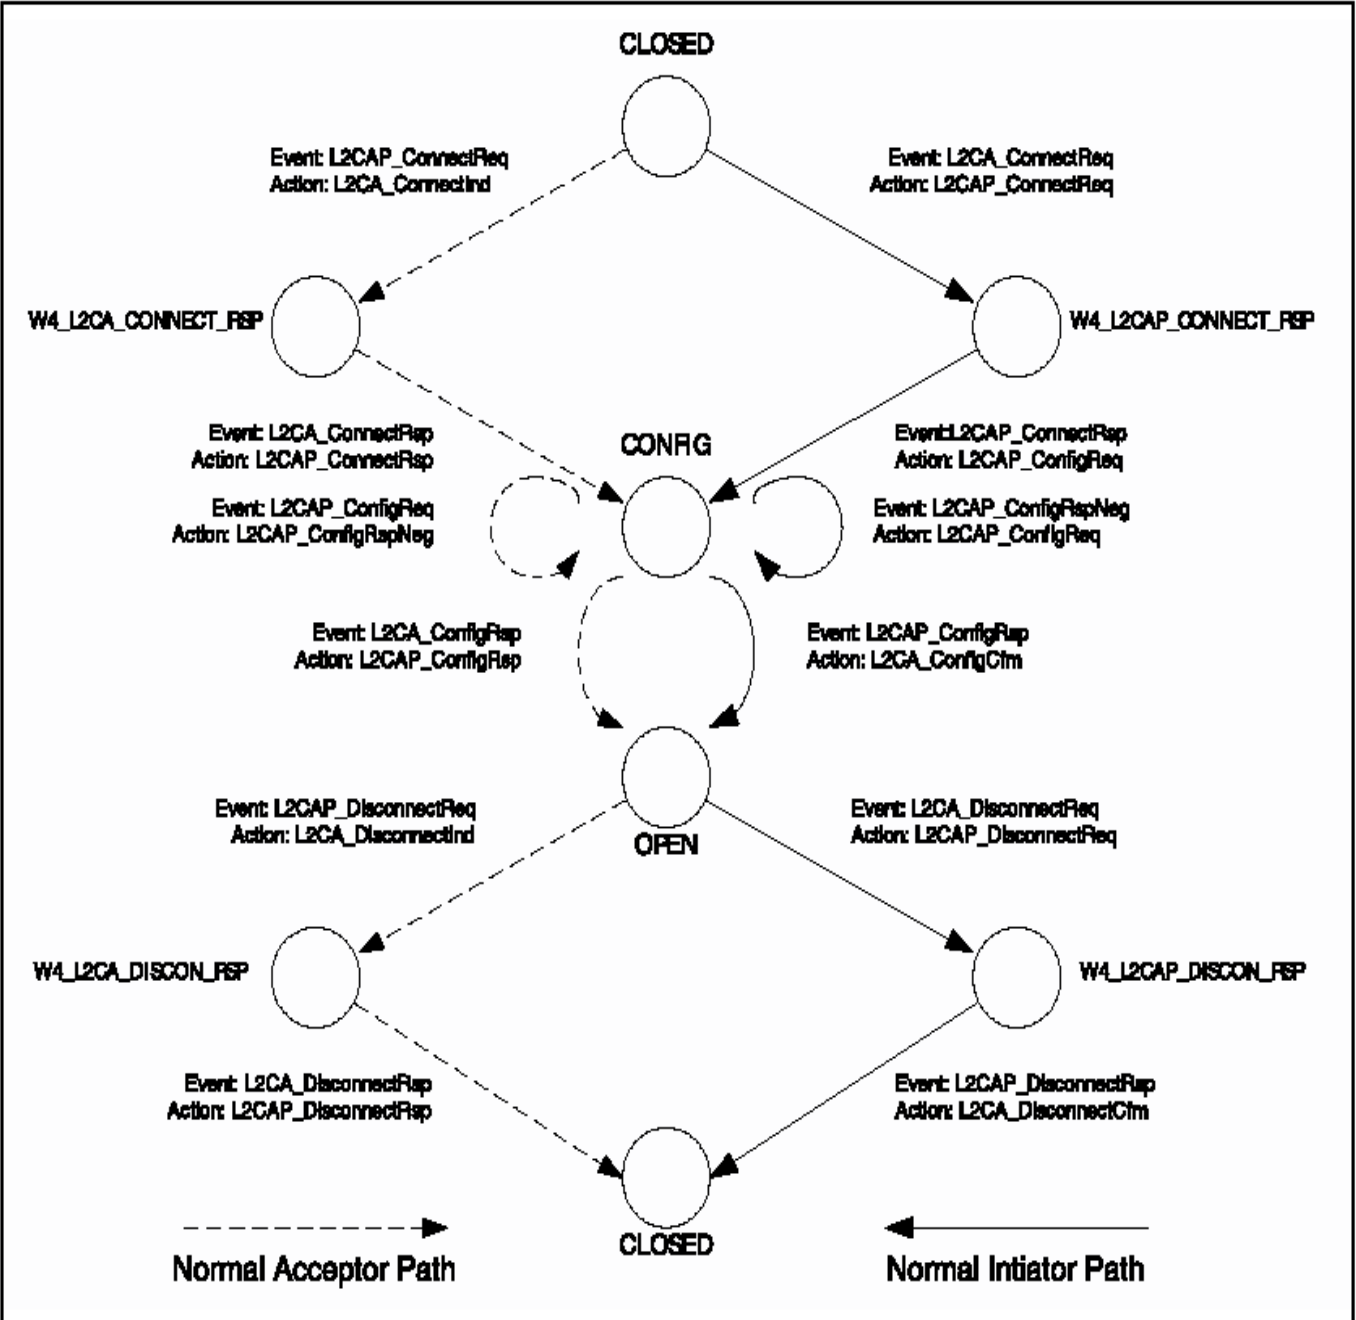 CLOSED
Event: L2CAP_ConnectReq
Action: L2CA_ConnectInd
Event: L2CA_ConnectReq
Action: L2CAP_ConnectReq
W4_L2CA_CONNECT_RSP
W4_L2CAP_CONNECT_RSP
Event: L2CA_ConnectRsp
Action: L2CAP_ConnectRsp
CONFIG
Event:L2CAP_ConnectRsp
Action: L2CAP_ConfigReq
Event: L2CAP_ConfigReq
Action: L2CAP_ConfigRspNeg
Event: L2CAP_ConfigRspNeg
Action: L2CAP_ConfigReq
Event: L2CA_ConfigRsp
Action: L2CAP_ConfigRsp
Event: L2CAP_ConfigRsp
Action: L2CA_ConfigCfm
Event: L2CAP_DisconnectReq
Action: L2CA_DisconnectInd
Event: L2CA_DisconnectReq
Action: L2CAP_DisconnectReq
OPEN
W4_L2CA_DISCON_RSP
W4_L2CAP_DISCON_RSP
Event: L2CA_DisconnectRsp
Action: L2CAP_DisconnectRsp
Event: L2CAP_DisconnectRsp
Action: L2CA_DisconnectCfm
CLOSED
Normal Acceptor Path
Normal Intiator Path